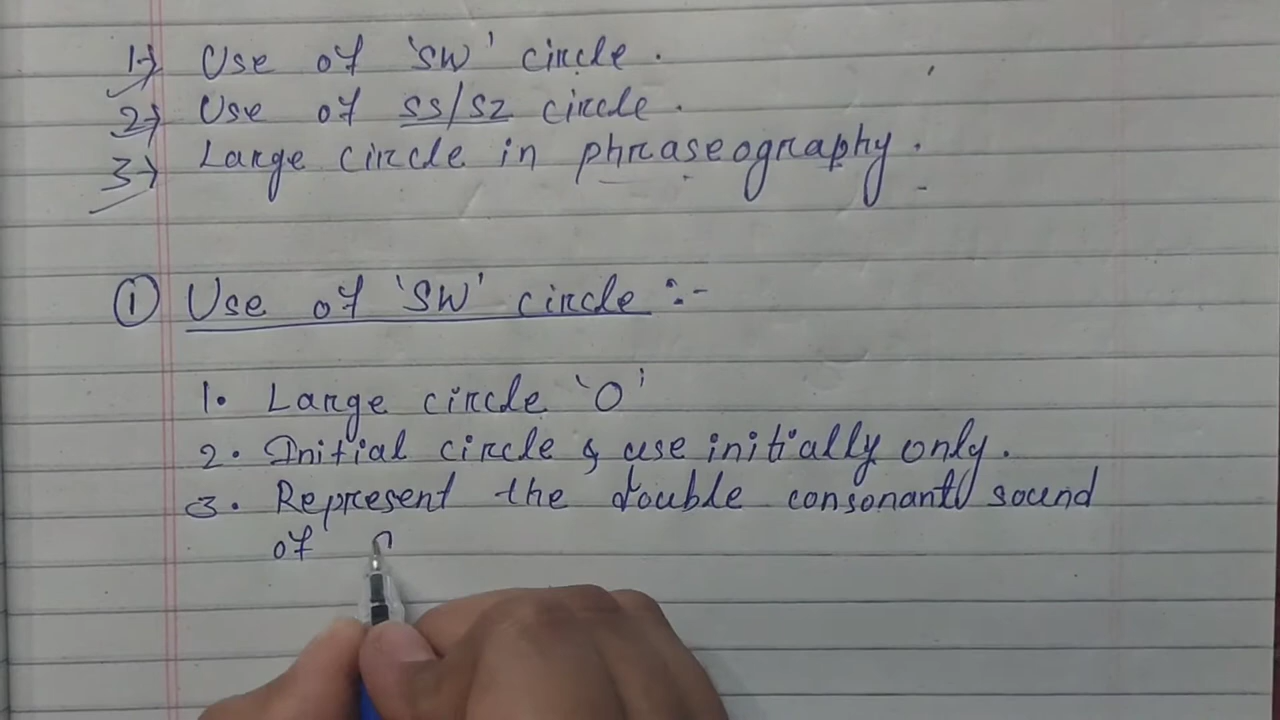 1→ Use of 'SW' circle.
2→ Use of SS/SZ circle.
3→ Large circle in phraseography.
① Use of 'SW' circle :-
1. Large circle 'O'
2. Initial circle & use initially only.
3. Represent the double consonant sound
of